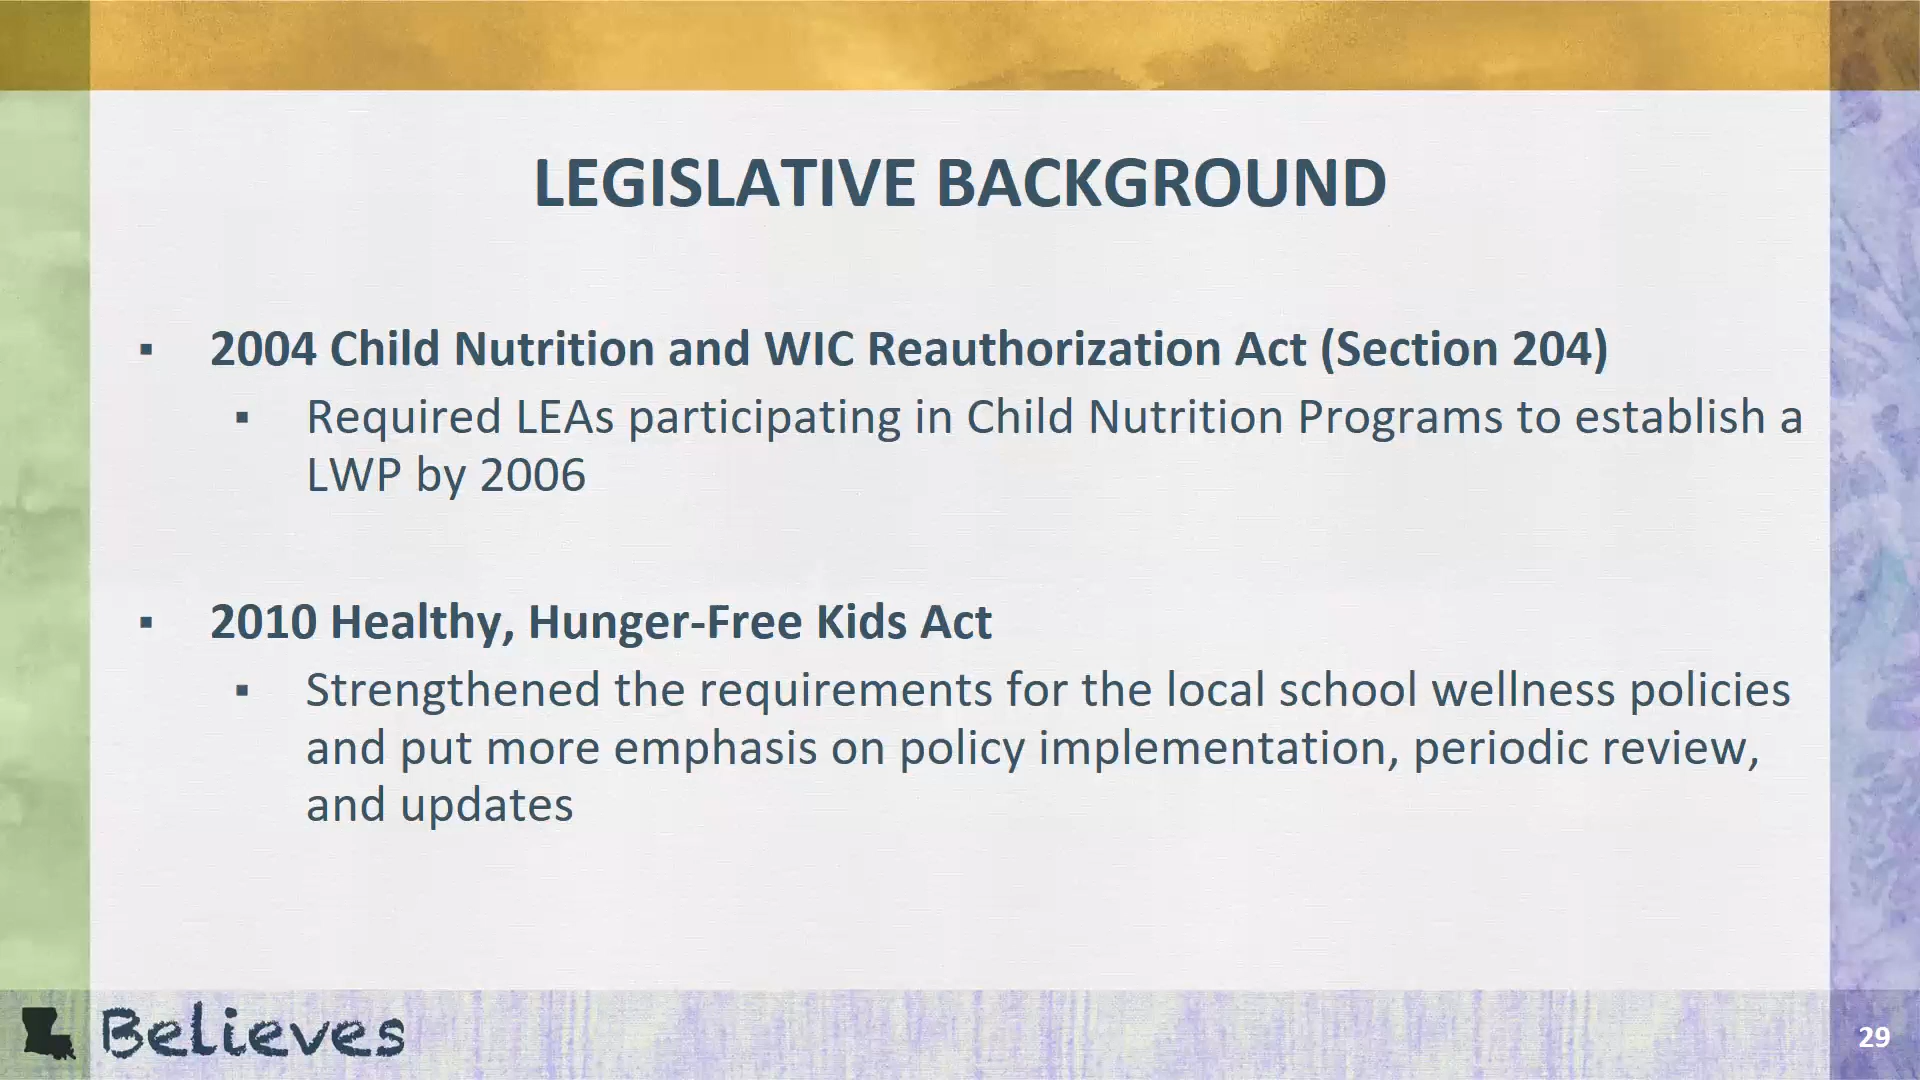 LEGISLATIVE BACKGROUND
▪ 2004 Child Nutrition and WIC Reauthorization Act (Section 204)
▪ Required LEAs participating in Child Nutrition Programs to establish a
LWP by 2006
▪ 2010 Healthy, Hunger-Free Kids Act
▪ Strengthened the requirements for the local school wellness policies
and put more emphasis on policy implementation, periodic review,
and updates
Believes
29